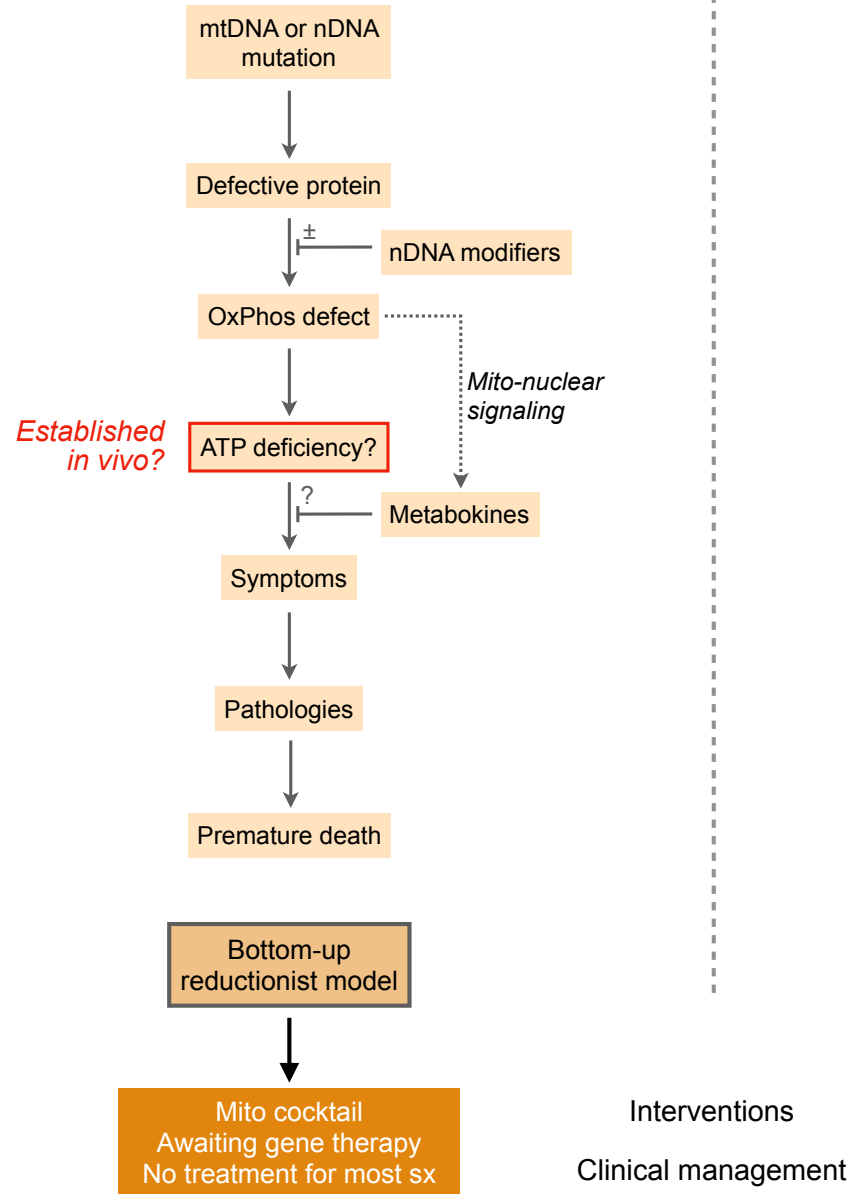 mtDNA or nDNA
mutation
Defective protein
±
nDNA modifiers
OxPhos defect
Mito-nuclear
signaling
Established
in vivo?
ATP deficiency?
?
Metabokines
Symptoms
Pathologies
Premature death
Bottom-up
reductionist model
Mito cocktail
Awaiting gene therapy
No treatment for most sx
Interventions
Clinical management